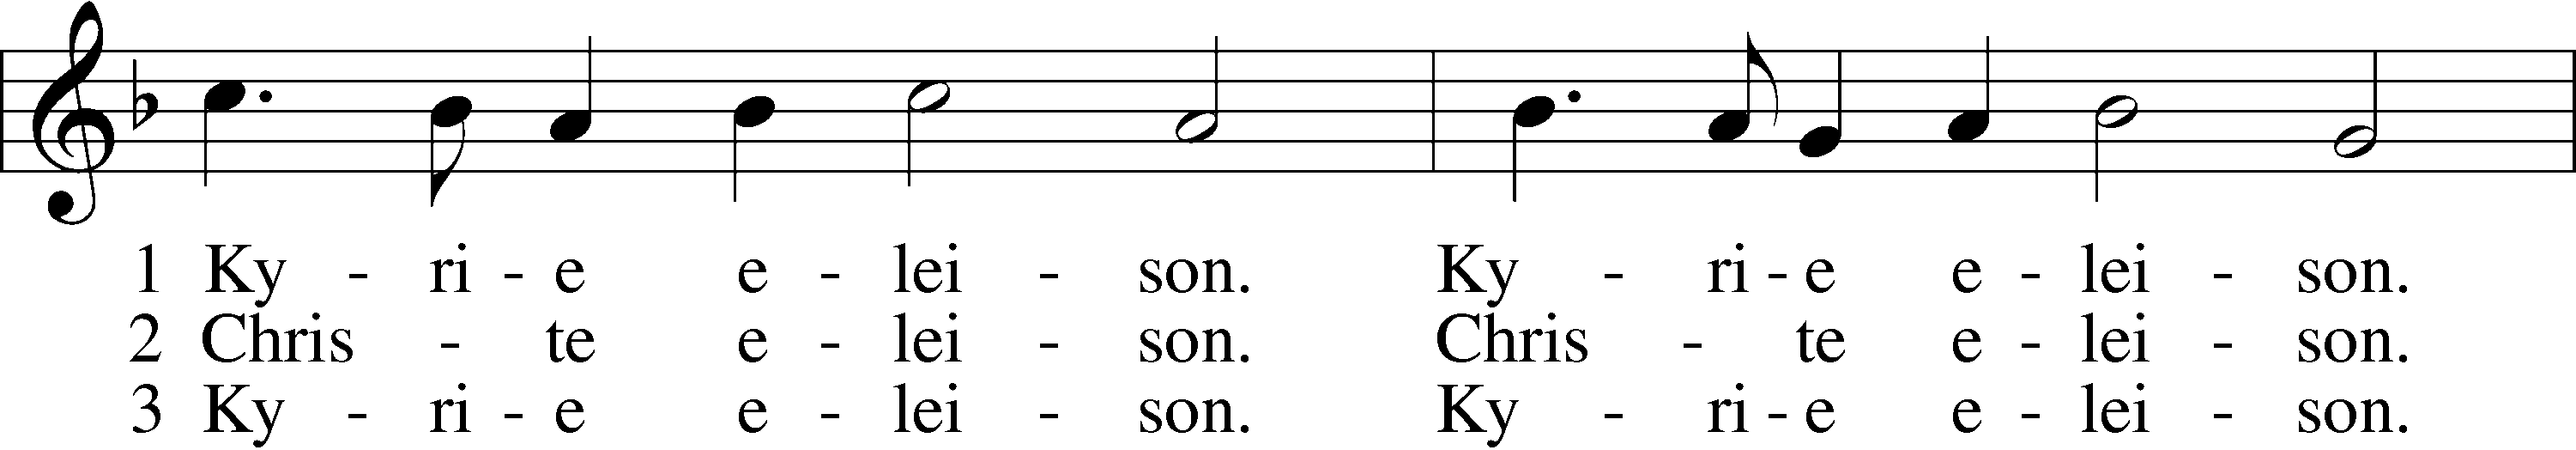 1 Ky - ri - e e - lei - son. Ky - ri - e e - lei - son.
2 Chris - te e - lei - son. Chris - te e - lei - son.
3 Ky - ri - e e - lei - son. Ky - ri - e e - lei - son.